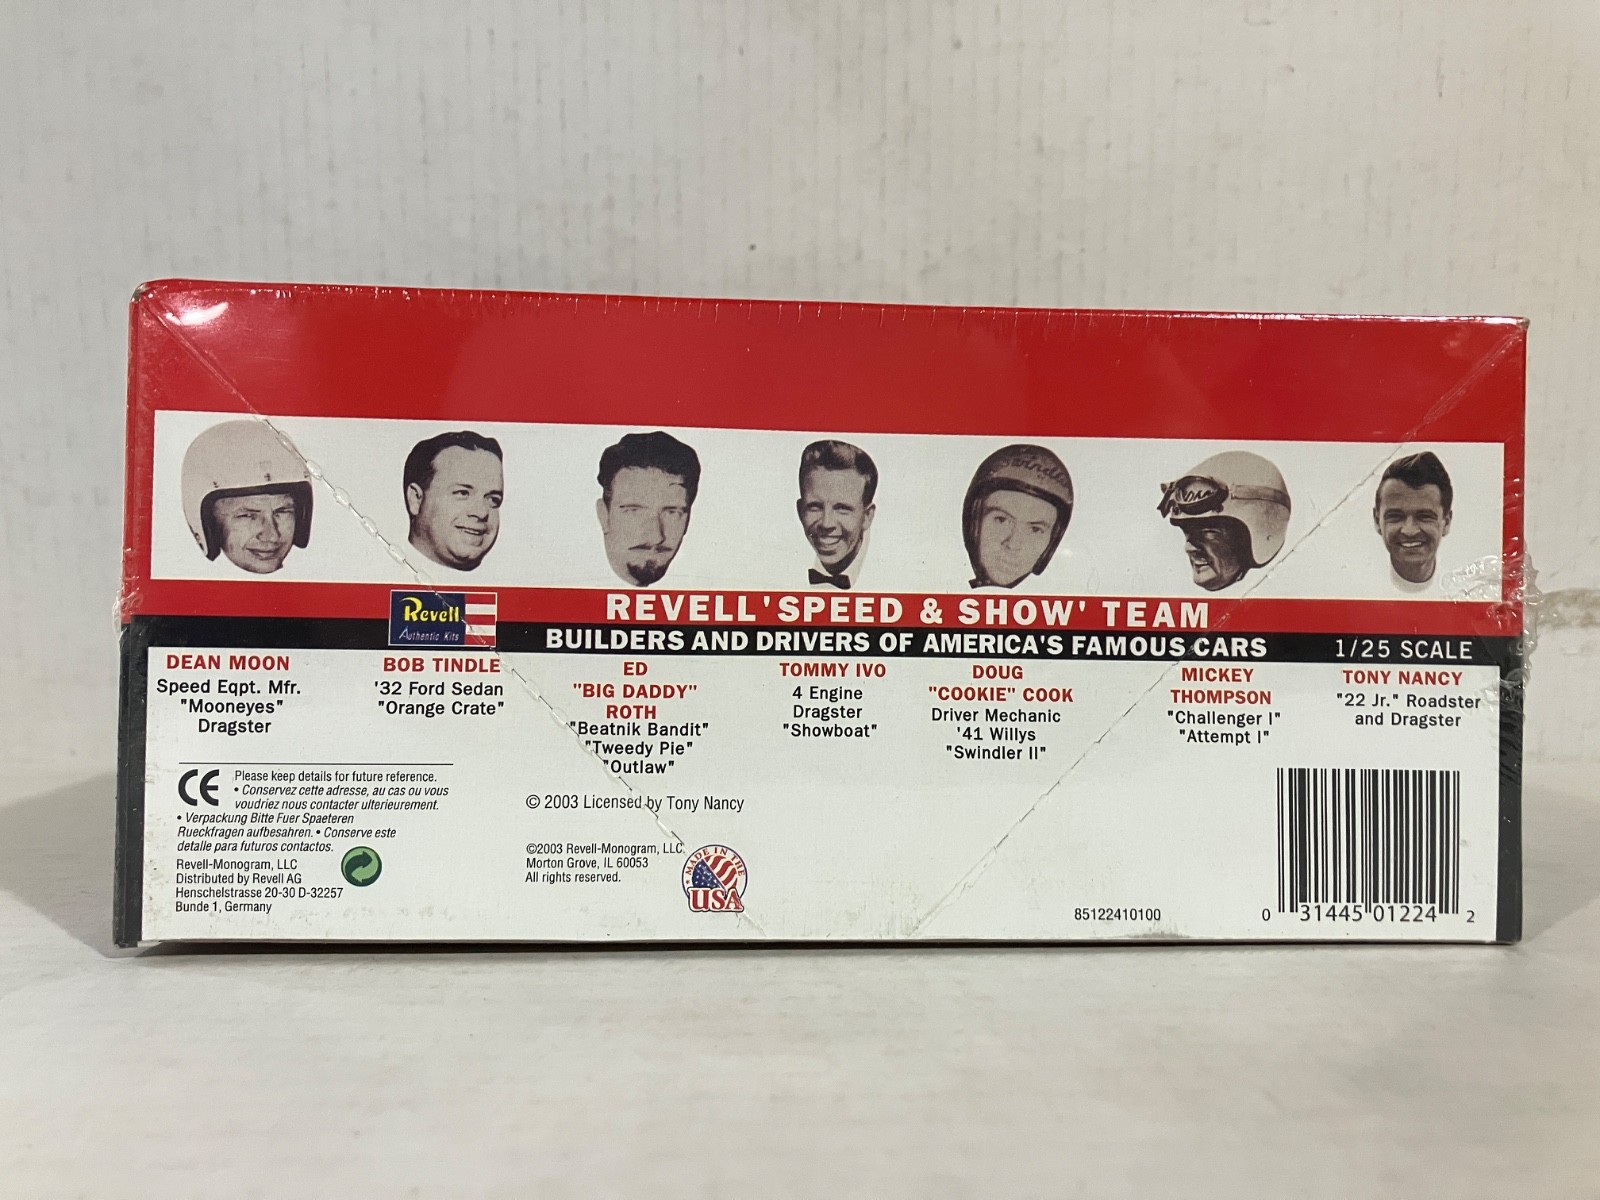 Swindle
Revell
Authentic Kits
REVELL 'SPEED & SHOW' TEAM
BUILDERS AND DRIVERS OF AMERICA'S FAMOUS CARS
1/25 SCALE
DEAN MOON
Speed Eqpt. Mfr.
"Mooneyes"
Dragster
BOB TINDLE
'32 Ford Sedan
"Orange Crate"
ED
"BIG DADDY"
ROTH
"Beatnik Bandit"
"Tweedy Pie"
"Outlaw"
TOMMY IVO
4 Engine
Dragster
"Showboat"
DOUG
"COOKIE" COOK
Driver Mechanic
'41 Willys
"Swindler II"
MICKEY
THOMPSON
"Challenger I"
"Attempt I"
TONY NANCY
"22 Jr." Roadster
and Dragster
CE
Please keep details for future reference.
• Conservez cette adresse, au cas ou vous
voudriez nous contacter ulterieurement.
• Verpackung Bitte Fuer Spaeteren
Rueckfragen aufbesahren. • Conserve este
detalle para futuros contactos.
Revell-Monogram, LLC
Distributed by Revell AG
Henschelstrasse 20-30 D-32257
Bunde 1, Germany
© 2003 Licensed by Tony Nancy
©2003 Revell-Monogram, LLC.
Morton Grove, IL 60053
All rights reserved.
MADE IN THE
USA
85122410100
0 31445 01224 2